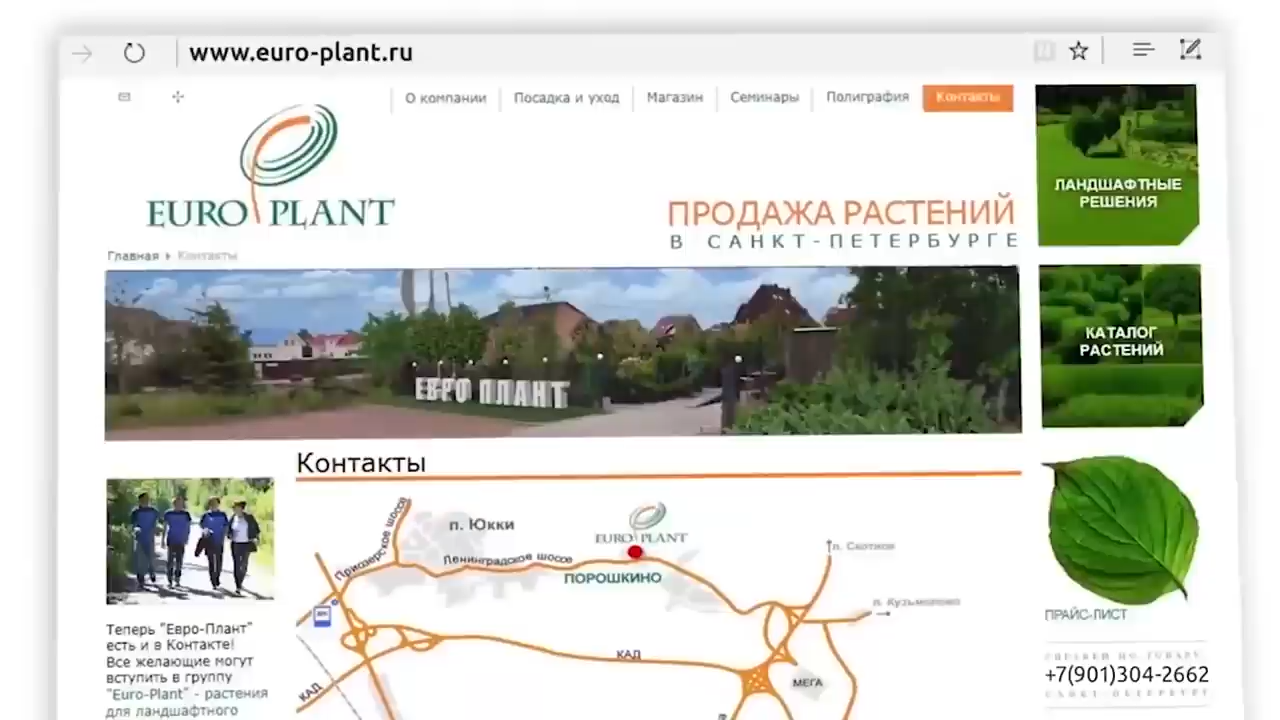 www.euro-plant.ru
О компании
Посадка и уход
Магазин
Семинары
Полиграфия
Контакты
EURO PLANT
ПРОДАЖА РАСТЕНИЙ
В САНКТ-ПЕТЕРБУРГЕ
Главная
Контакты
ЛАНДШАФТНЫЕ
РЕШЕНИЯ
КАТАЛОГ
РАСТЕНИЙ
ЕВРО ПЛАНТ
Контакты
Приозерское шоссе
п. Юкки
Ленинградское шоссе
EURO PLANT
ПОРОШКИНО
п. Скотное
п. Кузьмолово
КАД
КАД
МЕГА
Теперь "Евро-Плант"
есть и в Контакте!
Все желающие могут
вступить в группу
"Euro-Plant" - растения
для ландшафтного
ПРАЙС-ЛИСТ
+7(901)304-2662